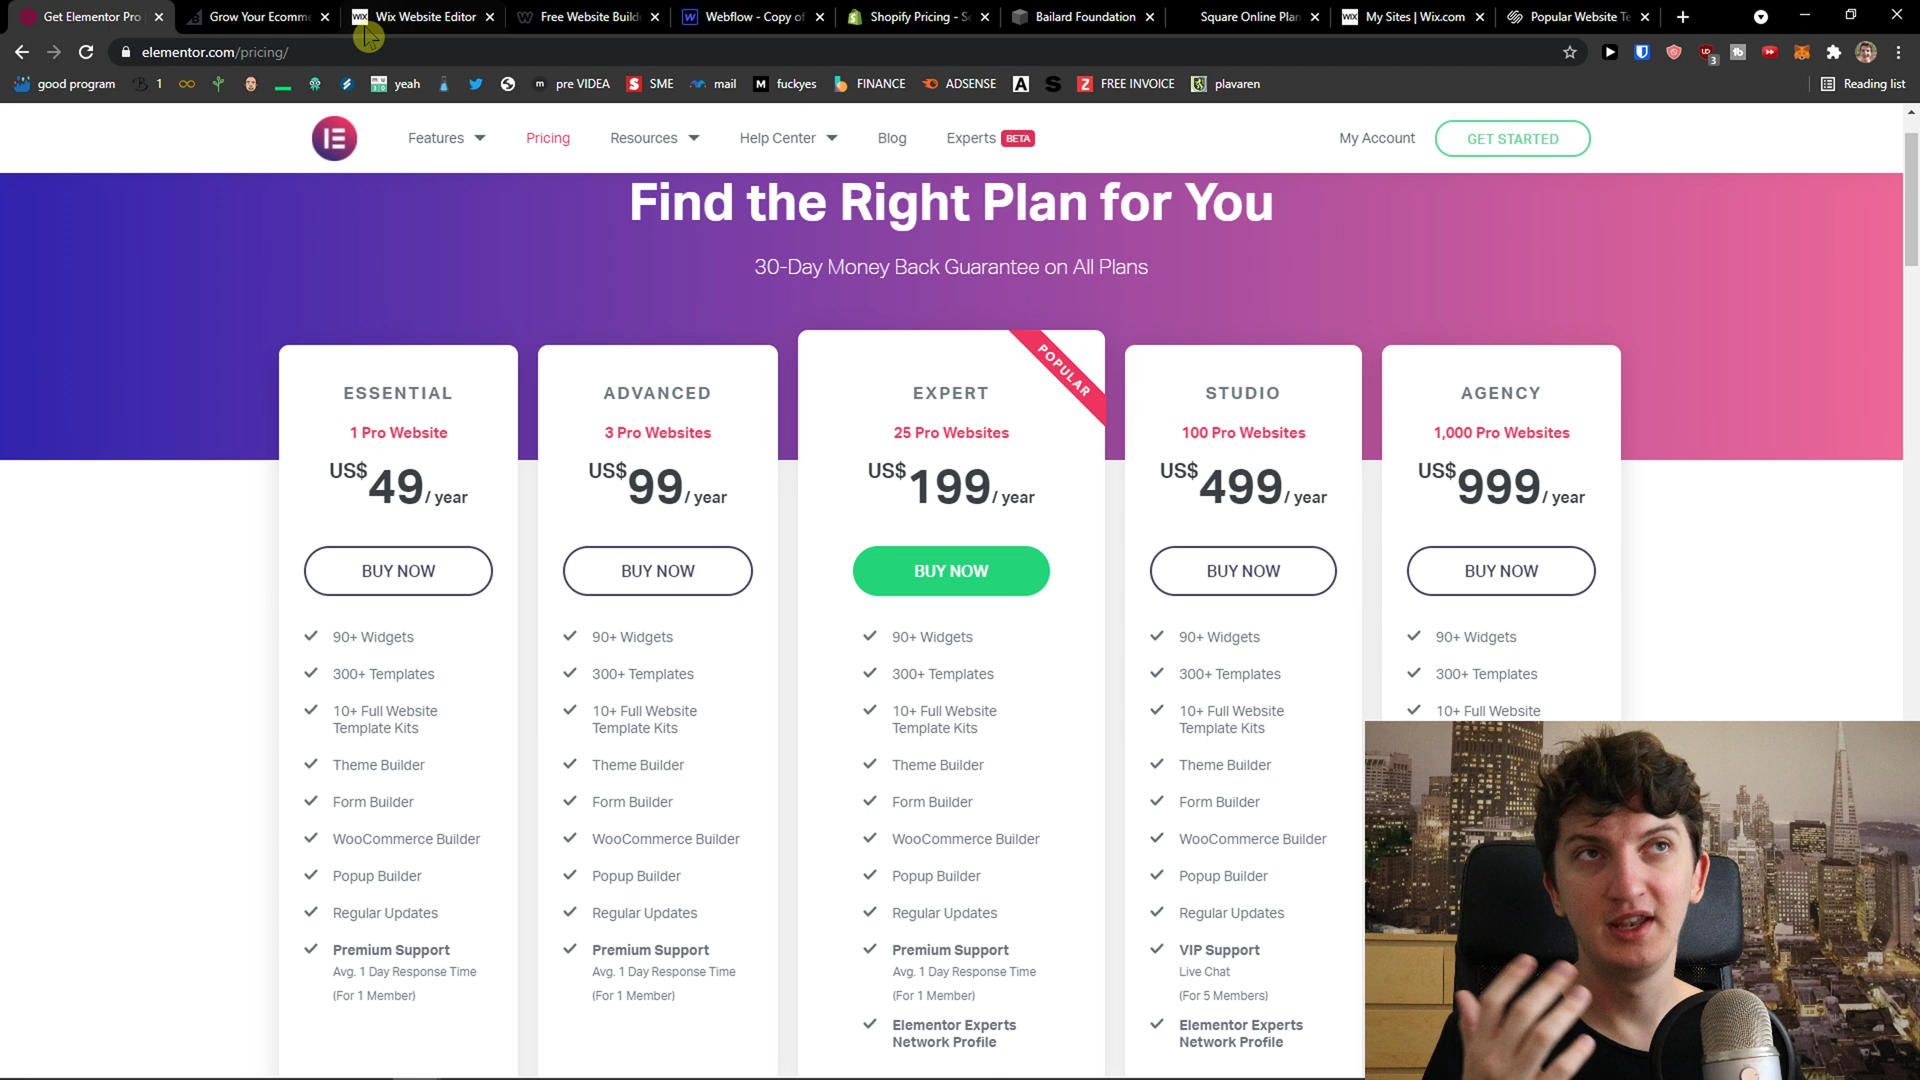 Get Elementor Pro
Grow Your Ecomme
Wix Website Editor
Free Website Build
Webflow - Copy of
Shopify Pricing - S
Bailard Foundation
Square Online Plan
My Sites | Wix.com
Popular Website Te
elementor.com/pricing/
good program
1
yeah
pre VIDEA
SME
mail
fuckyes
FINANCE
ADSENSE
FREE INVOICE
plavaren
Reading list
Features
Pricing
Resources
Help Center
Blog
Experts BETA
My Account
GET STARTED
Find the Right Plan for You
30-Day Money Back Guarantee on All Plans
ESSENTIAL
1 Pro Website
US$49/ year
BUY NOW
90+ Widgets
300+ Templates
10+ Full Website
Template Kits
Theme Builder
Form Builder
WooCommerce Builder
Popup Builder
Regular Updates
Premium Support
Avg. 1 Day Response Time
(For 1 Member)
ADVANCED
3 Pro Websites
US$99/ year
BUY NOW
90+ Widgets
300+ Templates
10+ Full Website
Template Kits
Theme Builder
Form Builder
WooCommerce Builder
Popup Builder
Regular Updates
Premium Support
Avg. 1 Day Response Time
(For 1 Member)
POPULAR
EXPERT
25 Pro Websites
US$199/ year
BUY NOW
90+ Widgets
300+ Templates
10+ Full Website
Template Kits
Theme Builder
Form Builder
WooCommerce Builder
Popup Builder
Regular Updates
Premium Support
Avg. 1 Day Response Time
(For 1 Member)
Elementor Experts
Network Profile
STUDIO
100 Pro Websites
US$499/ year
BUY NOW
90+ Widgets
300+ Templates
10+ Full Website
Template Kits
Theme Builder
Form Builder
WooCommerce Builder
Popup Builder
Regular Updates
VIP Support
Live Chat
(For 5 Members)
Elementor Experts
Network Profile
AGENCY
1,000 Pro Websites
US$999/ year
BUY NOW
90+ Widgets
300+ Templates
10+ Full Website